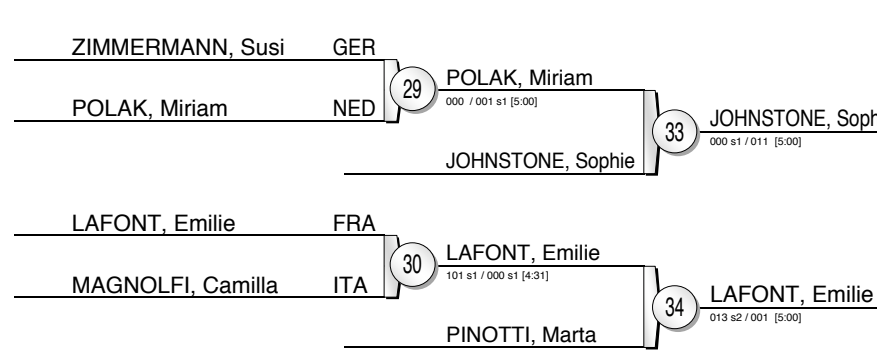 ZIMMERMANN, Susi GER
29
POLAK, Miriam
000 / 001 s1 [5:00]
POLAK, Miriam NED
33
JOHNSTONE, Soph
000 s1 / 011 [5:00]
JOHNSTONE, Sophie
LAFONT, Emilie FRA
30
LAFONT, Emilie
101 s1 / 000 s1 [4:31]
MAGNOLFI, Camilla ITA
34
LAFONT, Emilie
013 s2 / 001 [5:00]
PINOTTI, Marta